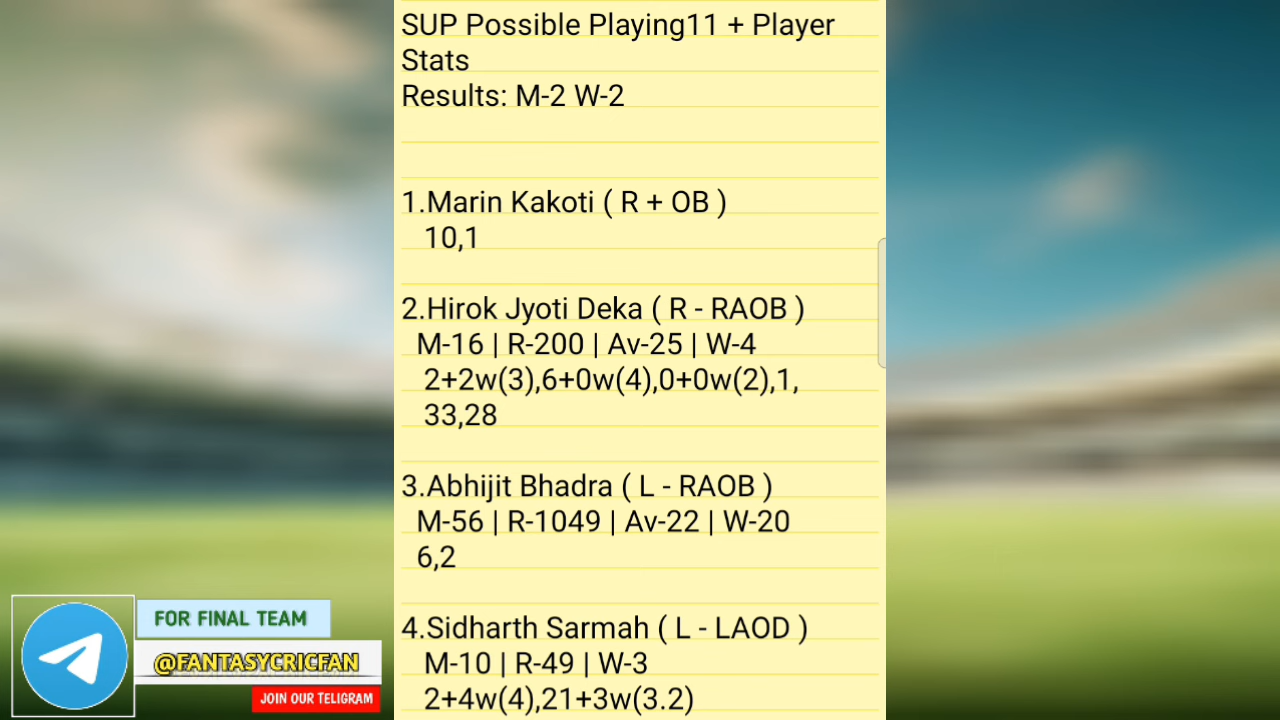 SUP Possible Playing11 + Player
Stats
Results: M-2 W-2
1.Marin Kakoti ( R + OB )
10,1
2.Hirok Jyoti Deka ( R - RAOB )
M-16 | R-200 | Av-25 | W-4
2+2w(3),6+0w(4),0+0w(2),1,
33,28
3.Abhijit Bhadra ( L - RAOB )
M-56 | R-1049 | Av-22 | W-20
6,2
4.Sidharth Sarmah ( L - LAOD )
M-10 | R-49 | W-3
2+4w(4),21+3w(3.2)
FOR FINAL TEAM
@FANTASYCRICFAN
JOIN OUR TELIGRAM